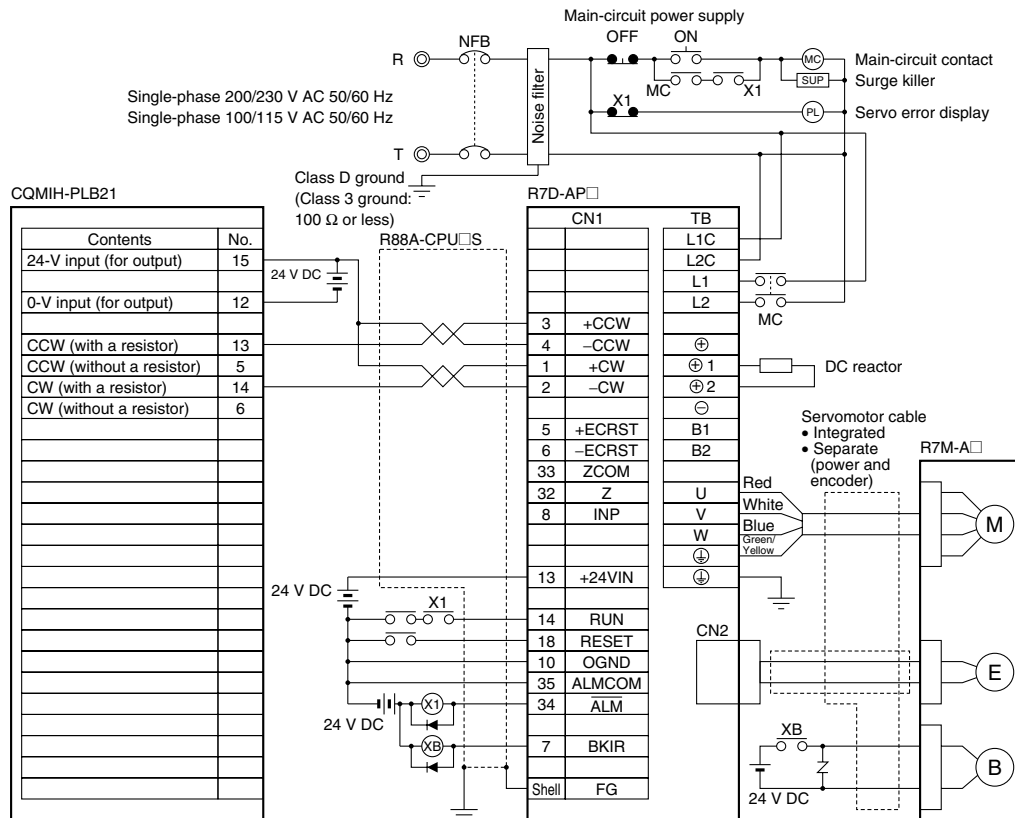 Main-circuit power supply
OFF
ON
NFB
R
MC
Main-circuit contact
MC
X1
SUP
Surge killer
Noise filter
Single-phase 200/230 V AC 50/60 Hz
Single-phase 100/115 V AC 50/60 Hz
X1
PL
Servo error display
T
Class D ground
(Class 3 ground:
100 Ω or less)
CQMIH-PLB21
R7D-AP□
R88A-CPU□S
Contents No.
24-V input (for output) 15
0-V input (for output) 12
CCW (with a resistor) 13
CCW (without a resistor) 5
CW (with a resistor) 14
CW (without a resistor) 6
24 V DC
CN1
3 +CCW
4 −CCW
1 +CW
2 −CW
5 +ECRST
6 −ECRST
33 ZCOM
32 Z
8 INP
13 +24VIN
14 RUN
18 RESET
10 OGND
35 ALMCOM
34 ALM
7 BKIR
Shell FG
24 V DC
X1
X1
24 V DC
XB
TB
L1C
L2C
L1
L2
⊕
⊕ 1
⊕ 2
⊖
B1
B2
U
V
W
MC
DC reactor
Red
White
Blue
Green/
Yellow
Servomotor cable
• Integrated
• Separate
(power and
encoder)
R7M-A□
M
CN2
E
XB
24 V DC
B